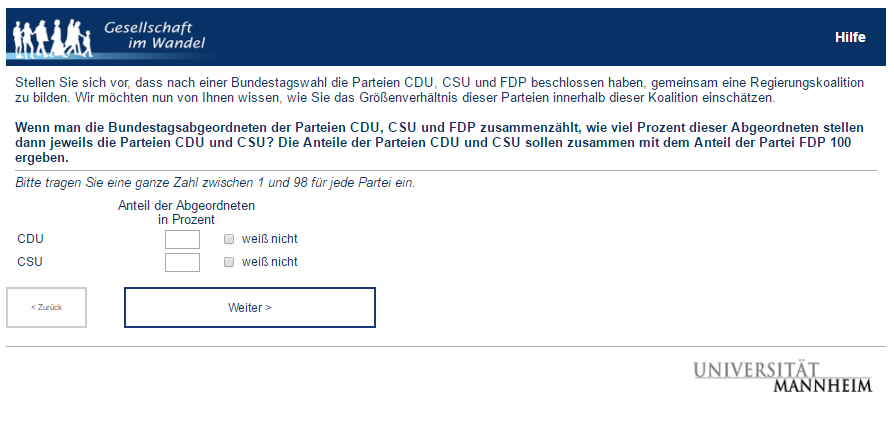 Gesellschaft
im Wandel
Hilfe
Stellen Sie sich vor, dass nach einer Bundestagswahl die Parteien CDU, CSU und FDP beschlossen haben, gemeinsam eine Regierungskoalition
zu bilden. Wir möchten nun von Ihnen wissen, wie Sie das Größenverhältnis dieser Parteien innerhalb dieser Koalition einschätzen.
Wenn man die Bundestagsabgeordneten der Parteien CDU, CSU und FDP zusammenzählt, wie viel Prozent dieser Abgeordneten stellen
dann jeweils die Parteien CDU und CSU? Die Anteile der Parteien CDU und CSU sollen zusammen mit dem Anteil der Partei FDP 100
ergeben.
Bitte tragen Sie eine ganze Zahl zwischen 1 und 98 für jede Partei ein.
Anteil der Abgeordneten
in Prozent
CDU weiß nicht
CSU weiß nicht
< Zurück Weiter >
UNIVERSITÄT
MANNHEIM